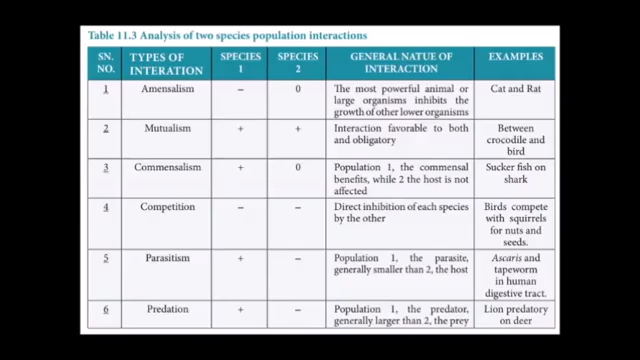 Table 11.3 Analysis of two species population interactions
SN. NO. TYPES OF INTERATION SPECIES 1 SPECIES 2 GENERAL NATUE OF INTERACTION EXAMPLES
1 Amensalism – 0 The most powerful animal or Cat and Rat
large organisms inhibits the
growth of other lower organisms
2 Mutualism + + Interaction favorable to both Between
and obligatory crocodile and
bird
3 Commensalism + 0 Population 1, the commensal Sucker fish on
benefits, while 2 the host is not shark
affected
4 Competition – – Direct inhibition of each species Birds compete
by the other with squirrels
for nuts and
seeds.
5 Parasitism + – Population 1, the parasite, Ascaris and
generally smaller than 2, the host tapeworm
in human
digestive tract.
6 Predation + – Population 1, the predator, Lion predatory
generally larger than 2, the prey on deer